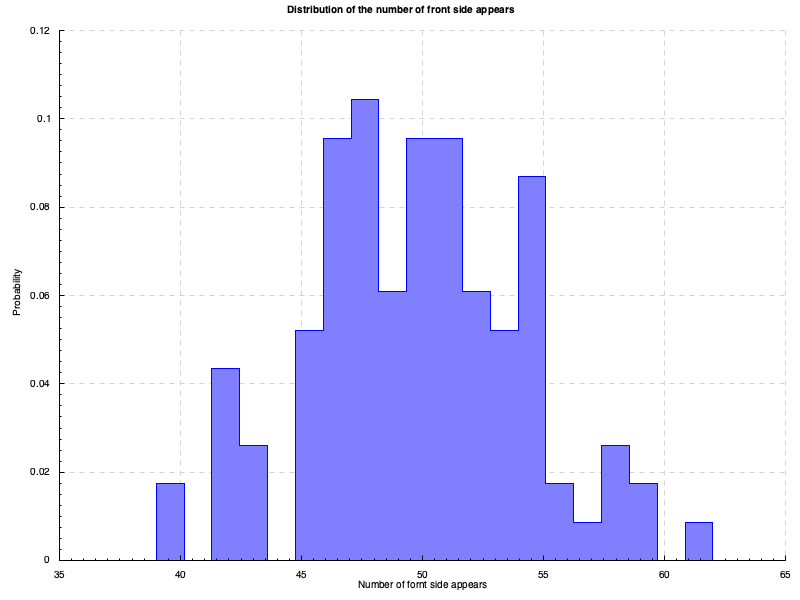 Distribution of the number of front side appears
0.12
0.1
0.08
0.06
0.04
0.02
0
Probability
35 40 45 50 55 60 65
Number of fornt side appears